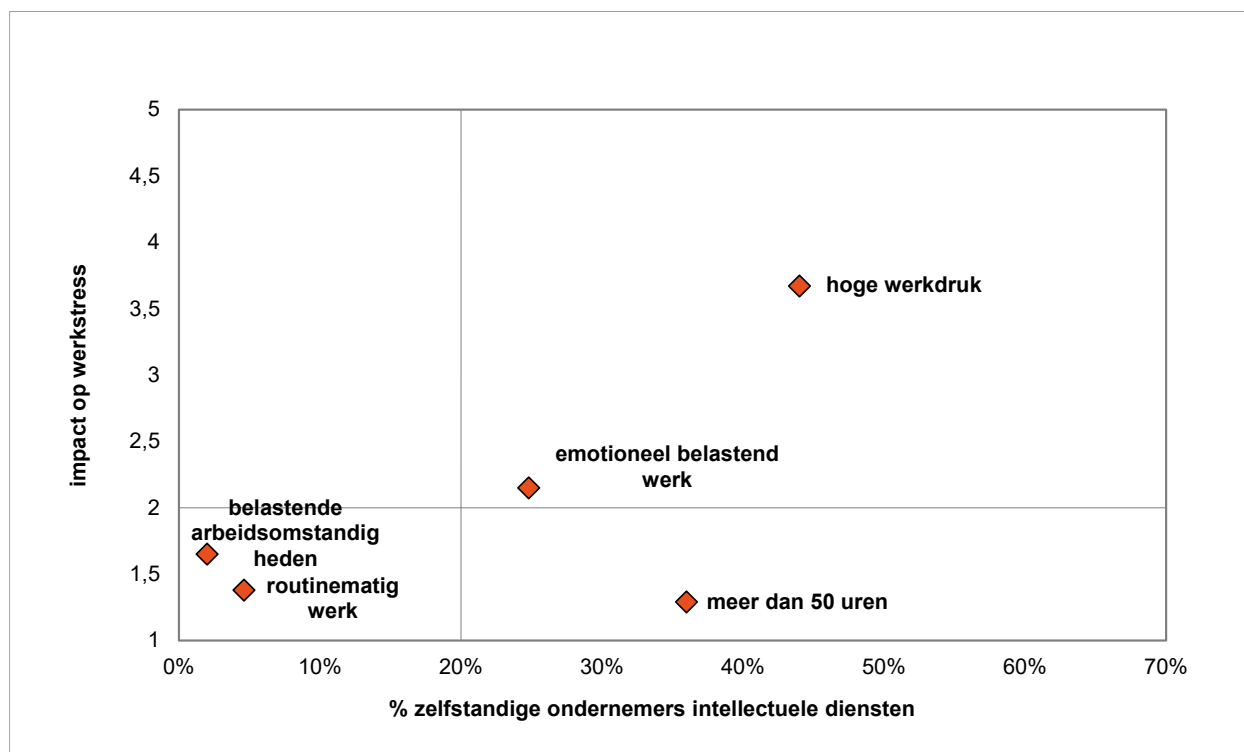 5
4,5
4
3,5
3
2,5
2
1,5
1
impact op werkstress
hoge werkdruk
emotioneel belastend
werk
belastende
arbeidsomstandig
heden
routinematig
werk
meer dan 50 uren
0% 10% 20% 30% 40% 50% 60% 70%
% zelfstandige ondernemers intellectuele diensten